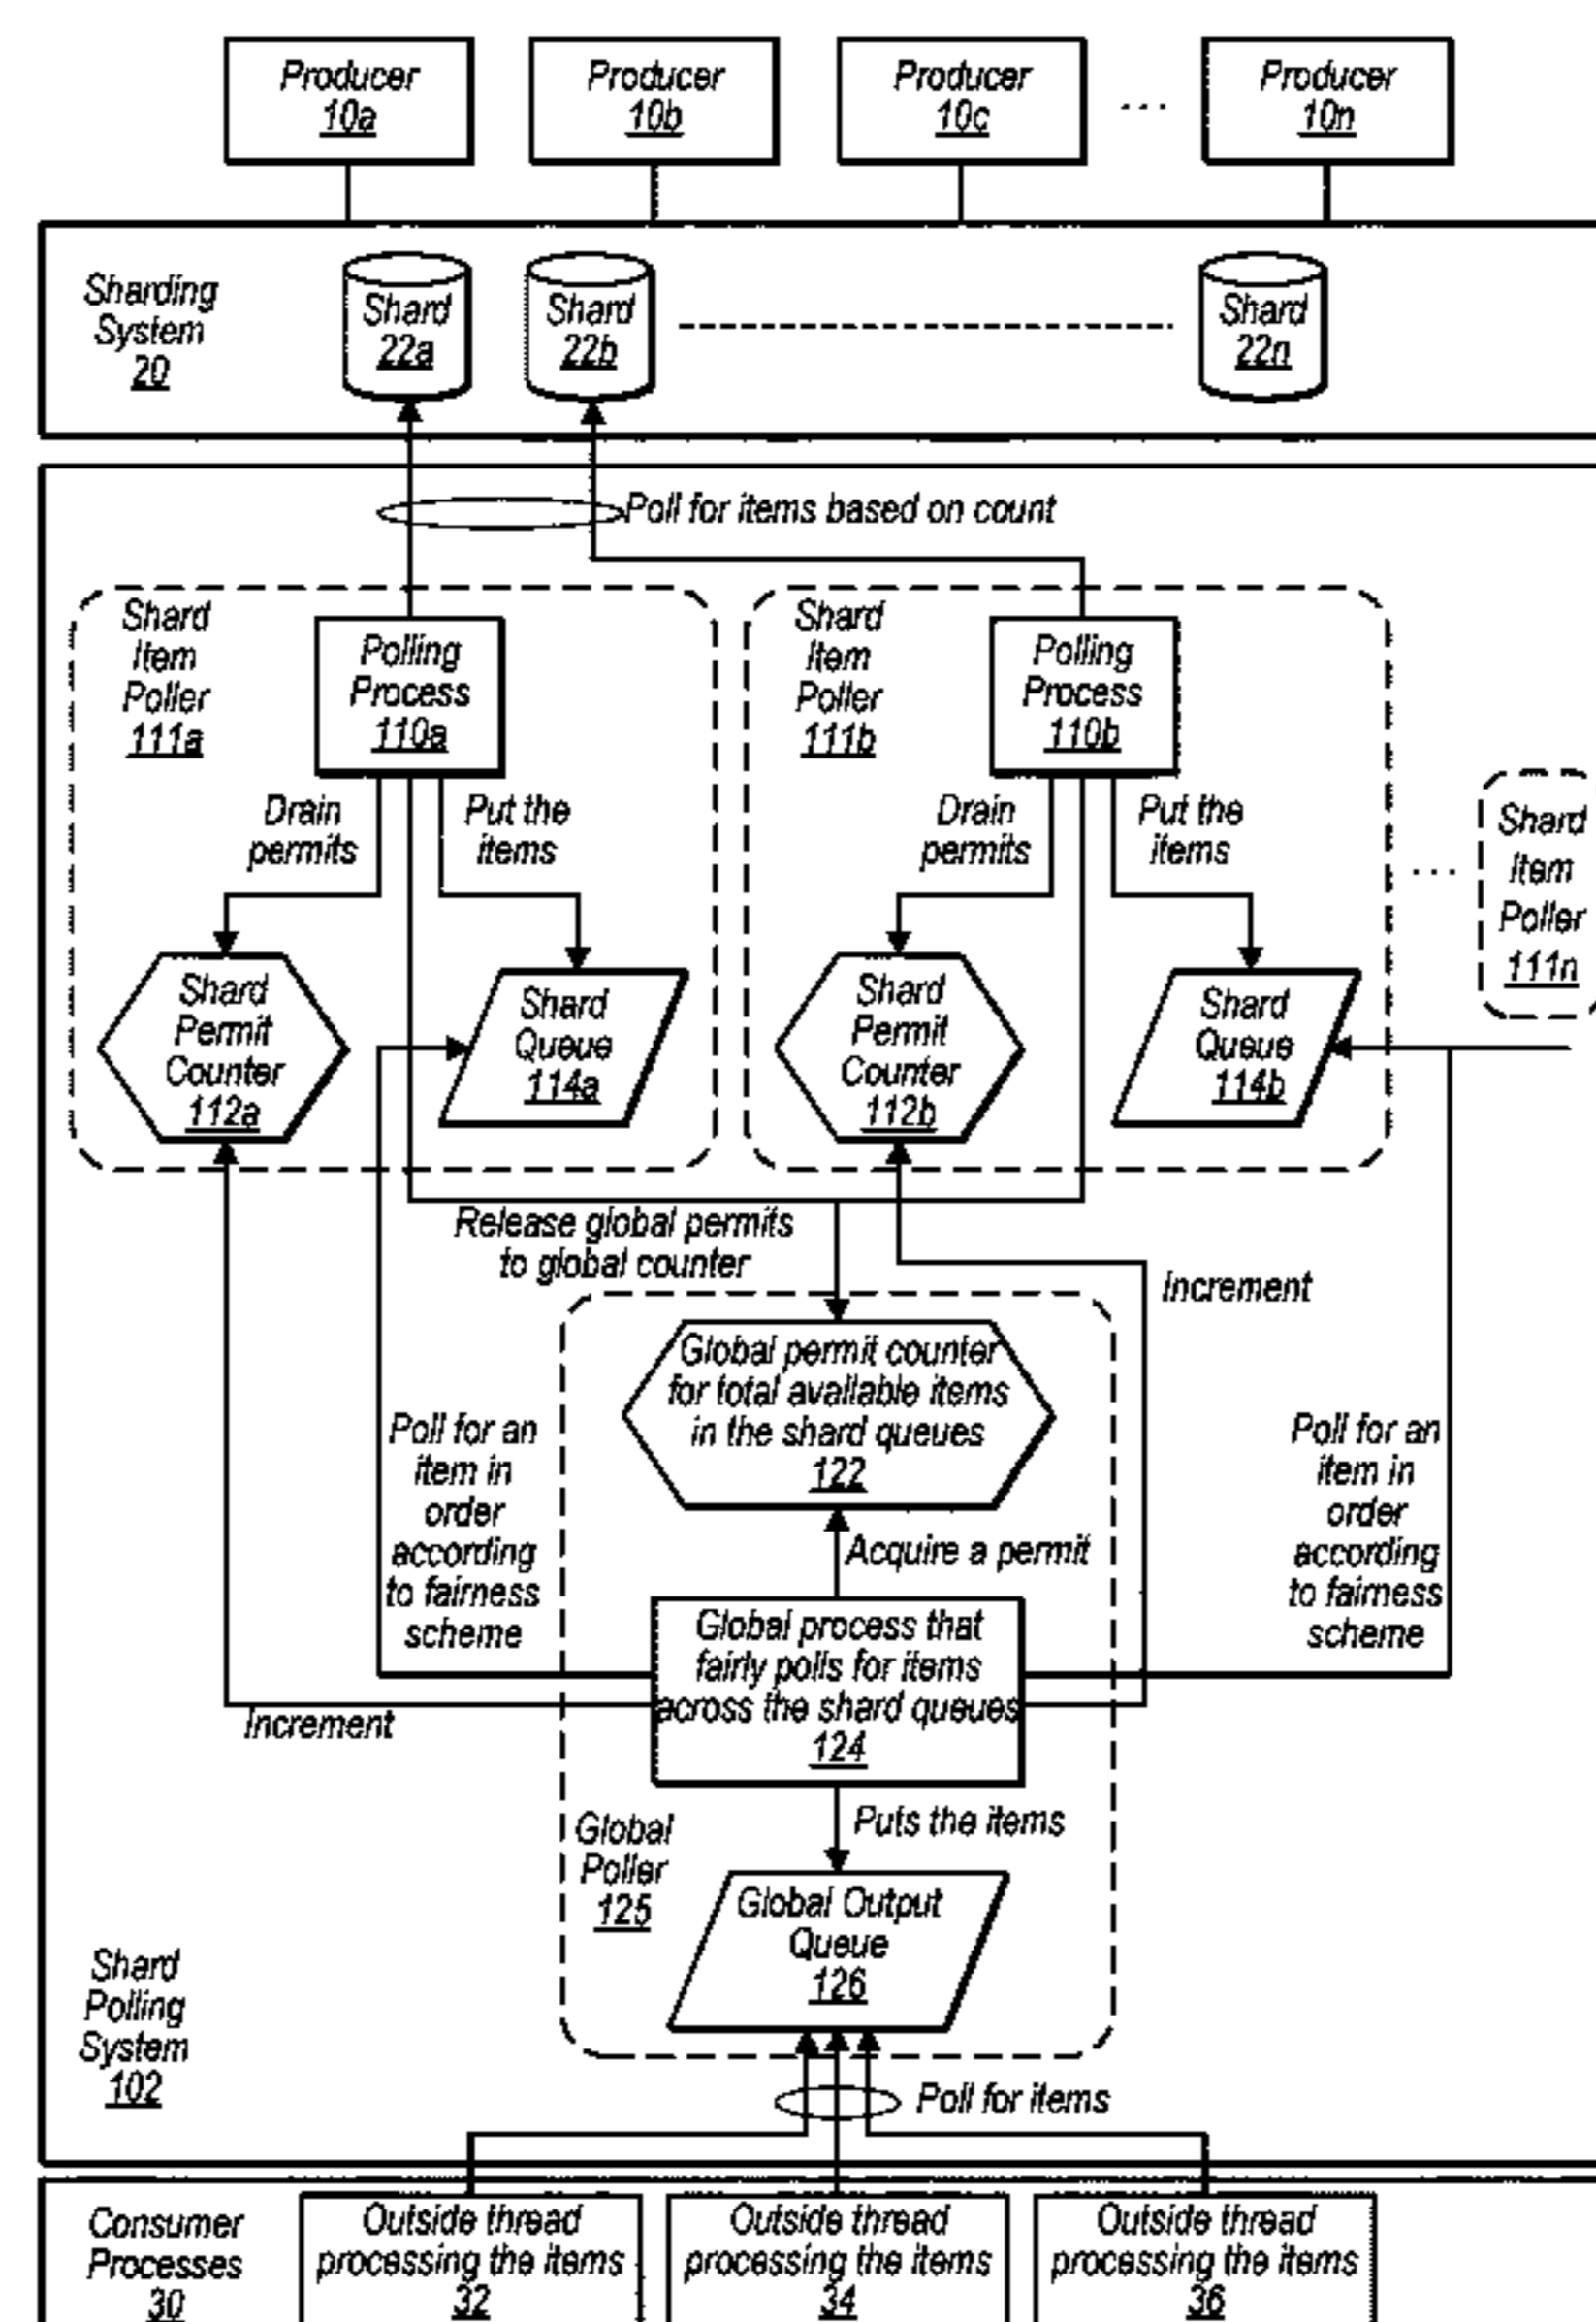 Producer
10a
Producer
10b
Producer
10c
...
Producer
10n
Sharding
System
20
Shard
22a
Shard
22b
Shard
22n
Poll for items based on count
Shard
Item
Poller
111a
Polling
Process
110a
Shard
Item
Poller
111b
Polling
Process
110b
Drain
permits
Put the
items
Drain
permits
Put the
items
...
Shard
Item
Poller
111n
Shard
Permit
Counter
112a
Shard
Queue
114a
Shard
Permit
Counter
112b
Shard
Queue
114b
Release global permits
to global counter
Increment
Global permit counter
for total available items
in the shard queues
122
Poll for an
item in
order
according
to fairness
scheme
Poll for an
item in
order
according
to fairness
scheme
Acquire a permit
Global process that
fairly polls for items
across the shard queues
124
Increment
Puts the items
Global
Poller
125
Global Output
Queue
126
Shard
Polling
System
102
Poll for items
Consumer
Processes
30
Outside thread
processing the items
32
Outside thread
processing the items
34
Outside thread
processing the items
36